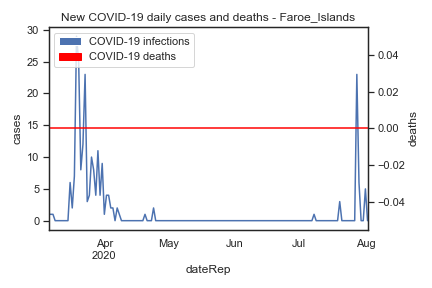 New COVID-19 daily cases and deaths - Faroe_Islands
COVID-19 infections
COVID-19 deaths
30
25
20
15
10
5
0
cases
0.04
0.02
0.00
−0.02
−0.04
deaths
Apr
2020
May
Jun
Jul
Aug
dateRep